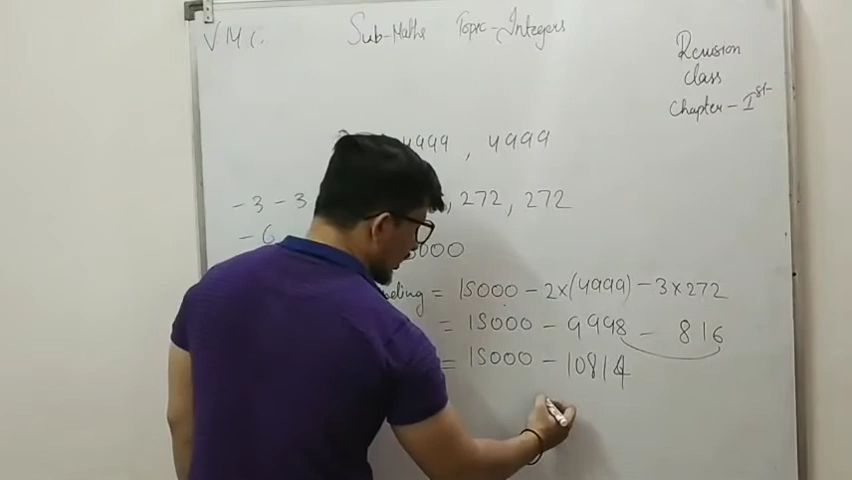 V.M.C. Sub-Maths Topic-Integers
Revision
class
Chapter - Ist
4999, 4999
-3 -3 , 272, 272
- 6 000
= 15000 - 2×(4999) - 3×272
= 15000 - 9998 - 816
= 15000 - 10814